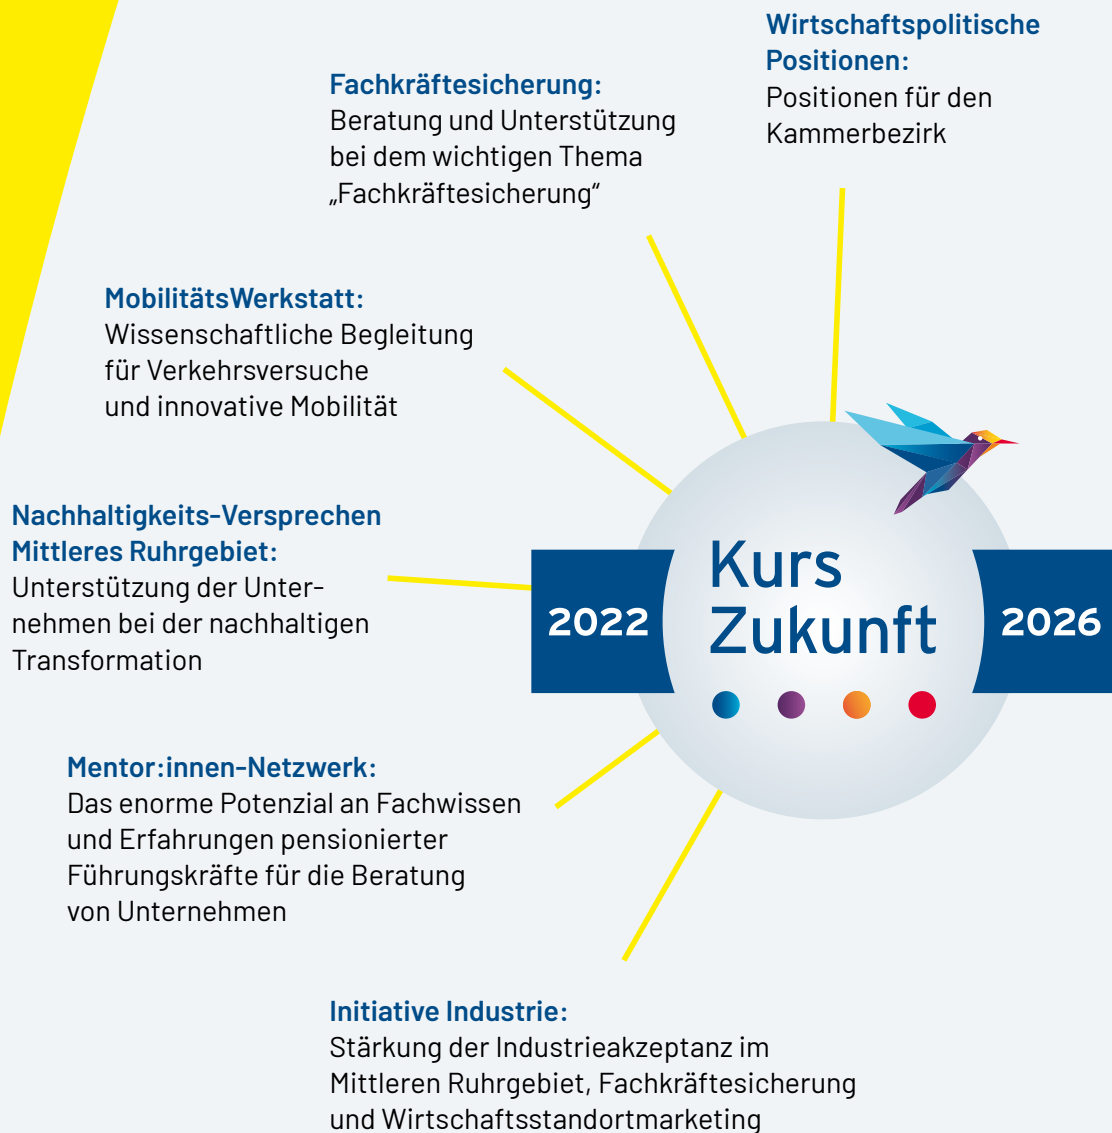 Wirtschaftspolitische
Positionen:
Positionen für den
Kammerbezirk
Fachkräftesicherung:
Beratung und Unterstützung
bei dem wichtigen Thema
„Fachkräftesicherung“
MobilitätsWerkstatt:
Wissenschaftliche Begleitung
für Verkehrsversuche
und innovative Mobilität
Nachhaltigkeits-Versprechen
Mittleres Ruhrgebiet:
Unterstützung der Unter-
nehmen bei der nachhaltigen
Transformation
2022
Kurs
Zukunft
2026
Mentor:innen-Netzwerk:
Das enorme Potenzial an Fachwissen
und Erfahrungen pensionierter
Führungskräfte für die Beratung
von Unternehmen
Initiative Industrie:
Stärkung der Industrieakzeptanz im
Mittleren Ruhrgebiet, Fachkräftesicherung
und Wirtschaftsstandortmarketing